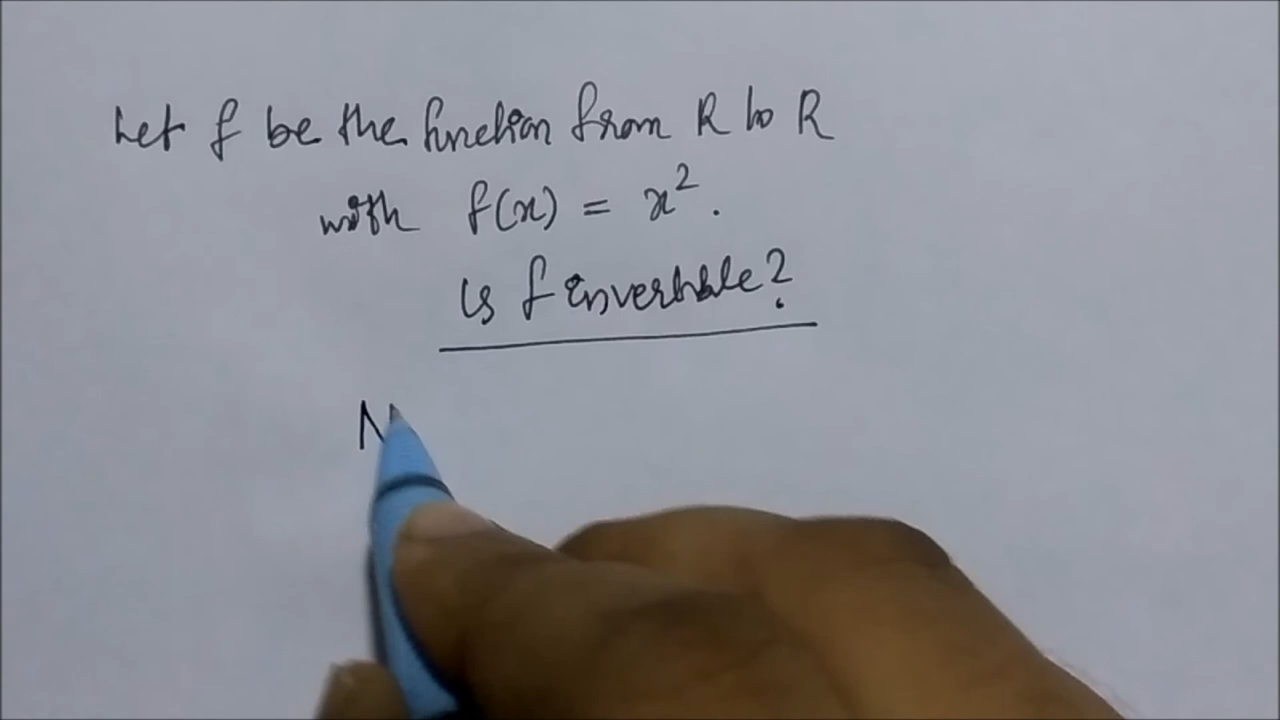 Let f be the function from R to R
with f(x) = x².
Is f invertible?
N